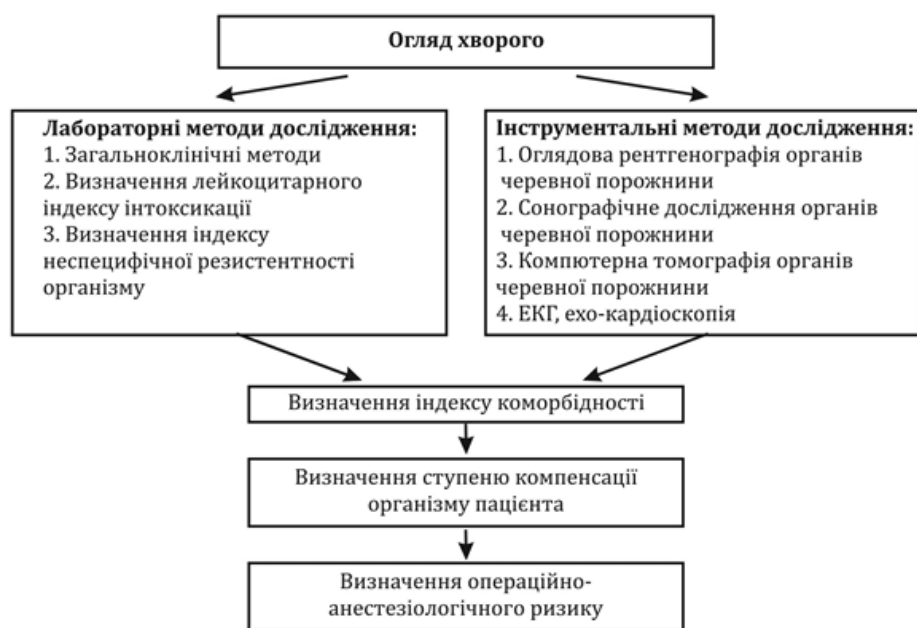 Огляд хворого
Лабораторні методи дослідження:
1. Загальноклінічні методи
2. Визначення лейкоцитарного
індексу інтоксикації
3. Визначення індексу
неспецифічної резистентності
організму
Інструментальні методи дослідження:
1. Оглядова рентгенографія органів
черевної порожнини
2. Сонографічне дослідження органів
черевної порожнини
3. Компютерна томографія органів
черевної порожнини
4. ЕКГ, ехо-кардіоскопія
Визначення індексу коморбідності
Визначення ступеню компенсації
організму пацієнта
Визначення операційно-
анестезіологічного ризику